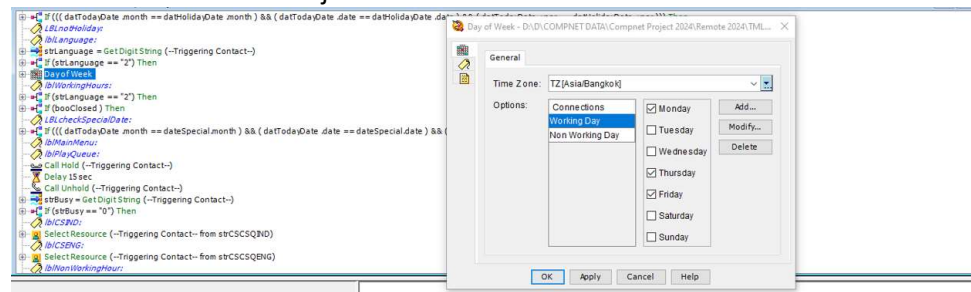 If ((( datTodayDate .month == datHolidayDate .month ) && ( datTodayDate .date == datHolidayDate .date
LBLnotHoliday:
lblLanguage:
strLanguage = Get Digit String (--Triggering Contact--)
If (strLanguage == "2") Then
Day of Week
lblWorkingHours:
If (strLanguage == "2") Then
If (booClosed ) Then
LBLcheckSpecialDate:
If ((( datTodayDate .month == dateSpecial.month ) && ( datTodayDate .date == dateSpecial.date ) && (
lblMainMenu:
lblPlayQueue:
Call Hold (--Triggering Contact--)
Delay 15 sec
Call Unhold (--Triggering Contact--)
strBusy = Get Digit String (--Triggering Contact--)
If (strBusy == "0") Then
lblCSIND:
Select Resource (--Triggering Contact-- from strCSCSQIND)
lblCSENG:
Select Resource (--Triggering Contact-- from strCSCSQENG)
lblNonWorkingHour:
Day of Week - D:\D\COMPNET DATA\Compnet Project 2024\Remote 2024\TML...
General
Time Zone: TZ[Asia/Bangkok]
Options:
Connections
Working Day
Non Working Day
Monday
Tuesday
Wednesday
Thursday
Friday
Saturday
Sunday
Add...
Modify...
Delete
OK Apply Cancel Help